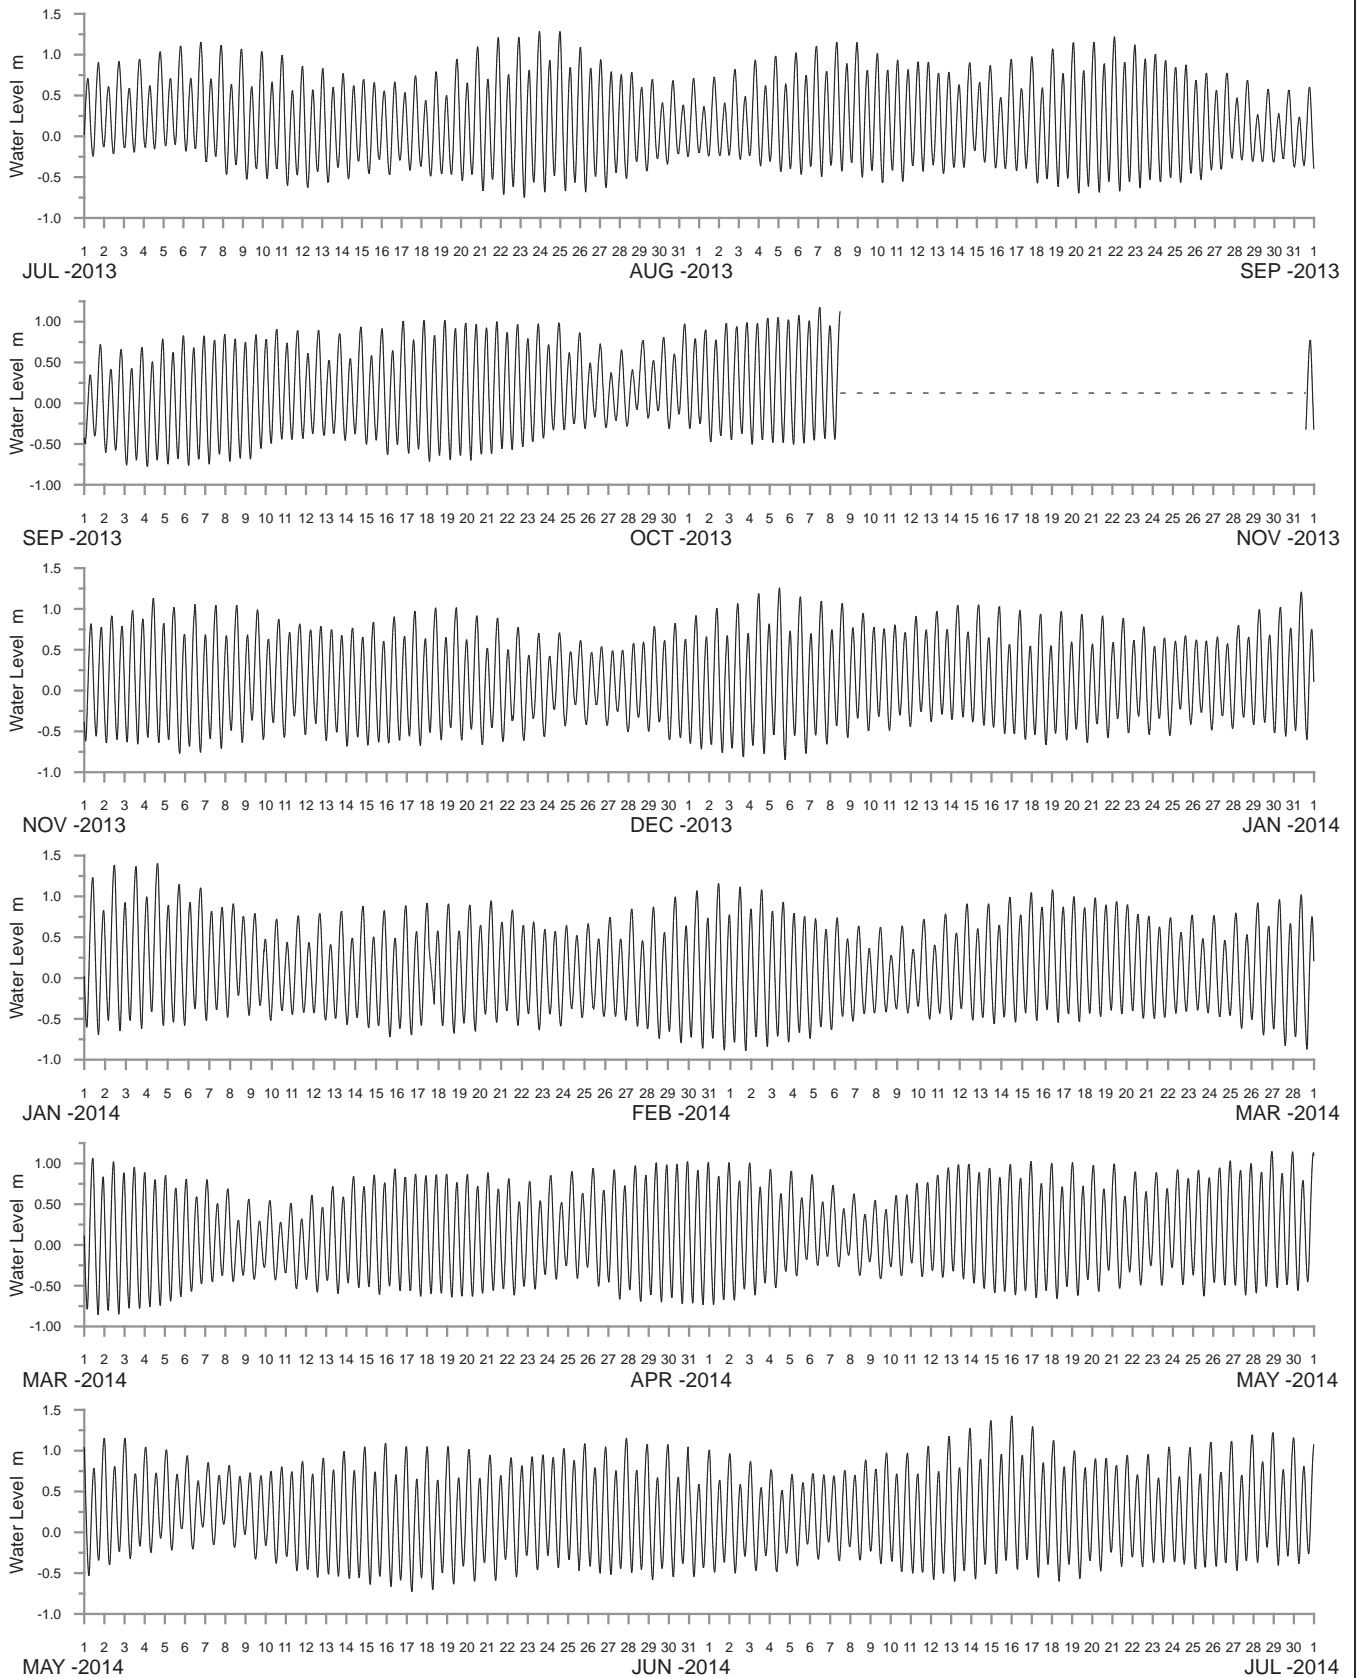 Water Level m
1.5
1.0
0.5
0.0
-0.5
-1.0
1 2 3 4 5 6 7 8 9 10 11 12 13 14 15 16 17 18 19 20 21 22 23 24 25 26 27 28 29 30 31 1 2 3 4 5 6 7 8 9 10 11 12 13 14 15 16 17 18 19 20 21 22 23 24 25 26 27 28 29 30 31 1
JUL -2013 AUG -2013 SEP -2013
Water Level m
1.00
0.50
0.00
-0.50
-1.00
1 2 3 4 5 6 7 8 9 10 11 12 13 14 15 16 17 18 19 20 21 22 23 24 25 26 27 28 29 30 1 2 3 4 5 6 7 8 9 10 11 12 13 14 15 16 17 18 19 20 21 22 23 24 25 26 27 28 29 30 31 1
SEP -2013 OCT -2013 NOV -2013
Water Level m
1.5
1.0
0.5
0.0
-0.5
-1.0
1 2 3 4 5 6 7 8 9 10 11 12 13 14 15 16 17 18 19 20 21 22 23 24 25 26 27 28 29 30 1 2 3 4 5 6 7 8 9 10 11 12 13 14 15 16 17 18 19 20 21 22 23 24 25 26 27 28 29 30 31 1
NOV -2013 DEC -2013 JAN -2014
Water Level m
1.5
1.0
0.5
0.0
-0.5
-1.0
1 2 3 4 5 6 7 8 9 10 11 12 13 14 15 16 17 18 19 20 21 22 23 24 25 26 27 28 29 30 31 1 2 3 4 5 6 7 8 9 10 11 12 13 14 15 16 17 18 19 20 21 22 23 24 25 26 27 28 1
JAN -2014 FEB -2014 MAR -2014
Water Level m
1.00
0.50
0.00
-0.50
-1.00
1 2 3 4 5 6 7 8 9 10 11 12 13 14 15 16 17 18 19 20 21 22 23 24 25 26 27 28 29 30 31 1 2 3 4 5 6 7 8 9 10 11 12 13 14 15 16 17 18 19 20 21 22 23 24 25 26 27 28 29 30 1
MAR -2014 APR -2014 MAY -2014
Water Level m
1.5
1.0
0.5
0.0
-0.5
-1.0
1 2 3 4 5 6 7 8 9 10 11 12 13 14 15 16 17 18 19 20 21 22 23 24 25 26 27 28 29 30 31 1 2 3 4 5 6 7 8 9 10 11 12 13 14 15 16 17 18 19 20 21 22 23 24 25 26 27 28 29 30 1
MAY -2014 JUN -2014 JUL -2014